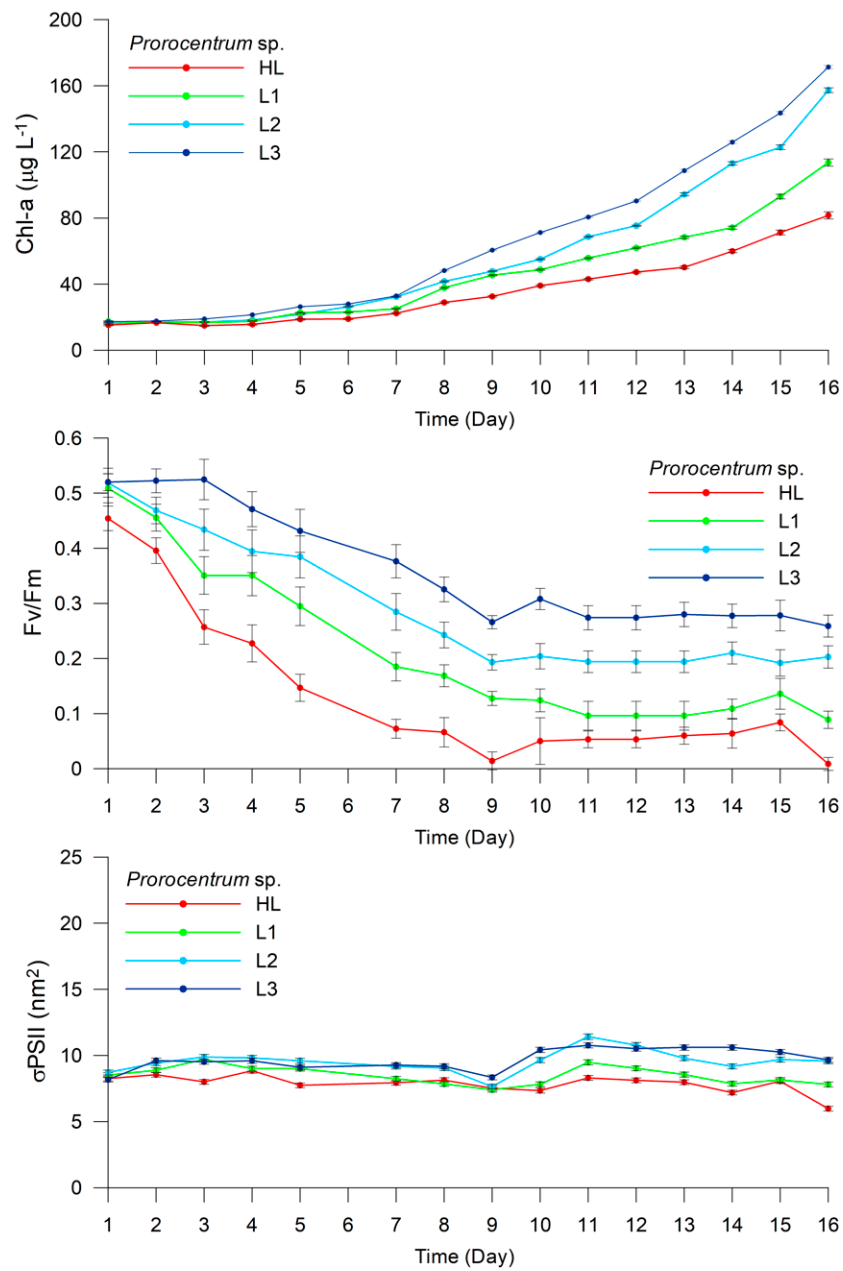 200
160
120
80
40
0
Chl-a (μg L-1)
Prorocentrum sp.
HL
L1
L2
L3
1 2 3 4 5 6 7 8 9 10 11 12 13 14 15 16
Time (Day)
0.6
0.5
0.4
0.3
0.2
0.1
0
Fv/Fm
Prorocentrum sp.
HL
L1
L2
L3
1 2 3 4 5 6 7 8 9 10 11 12 13 14 15 16
Time (Day)
25
20
15
10
5
0
σPSII (nm²)
Prorocentrum sp.
HL
L1
L2
L3
1 2 3 4 5 6 7 8 9 10 11 12 13 14 15 16
Time (Day)